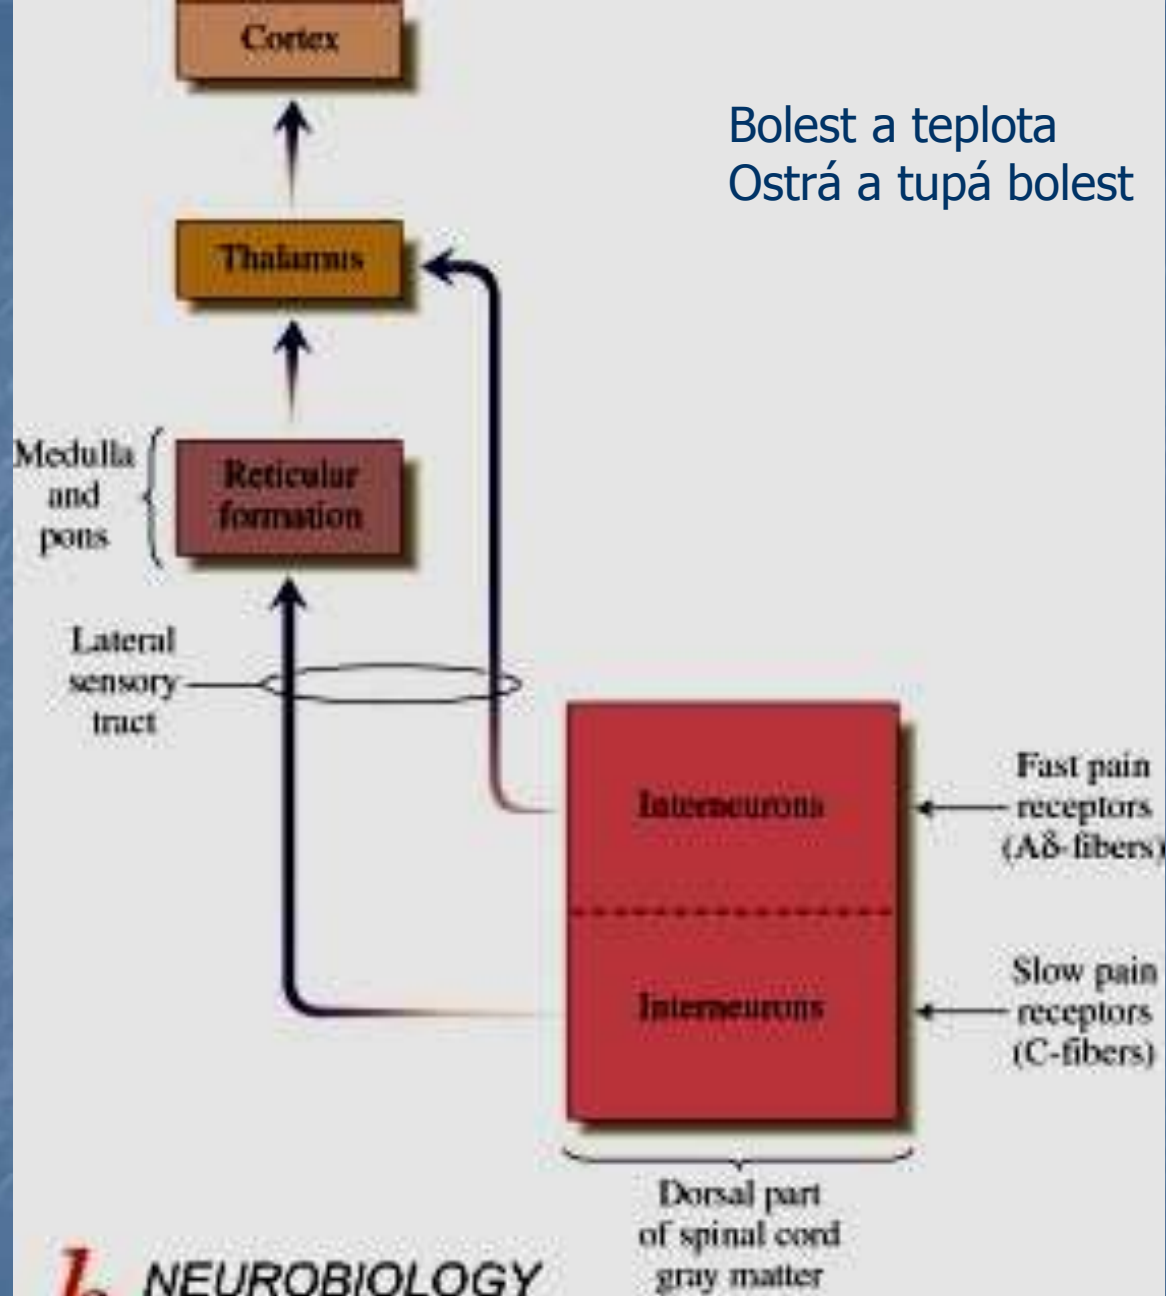 Cortex
Bolest a teplota
Ostrá a tupá bolest
Thalamus
Medulla
and
pons
Reticular
formation
Lateral
sensory
tract
Interneurons
Fast pain
receptors
(Aδ-fibers)
Interneurons
Slow pain
receptors
(C-fibers)
Dorsal part
of spinal cord
gray matter
NEUROBIOLOGY